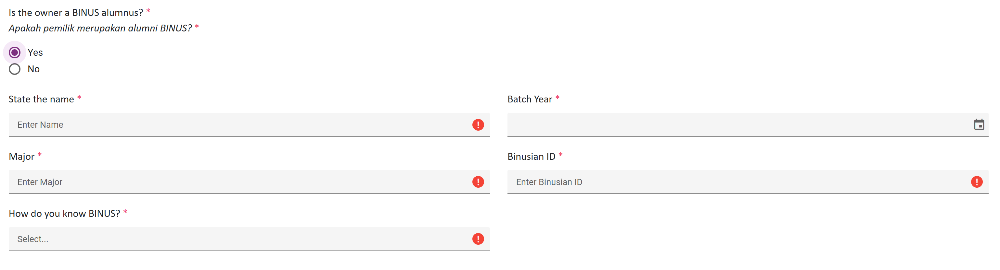 Is the owner a BINUS alumnus? *
Apakah pemilik merupakan alumni BINUS? *
Yes
No
State the name *
Batch Year *
Enter Name
Major *
Binusian ID *
Enter Major
Enter Binusian ID
How do you know BINUS? *
Select...